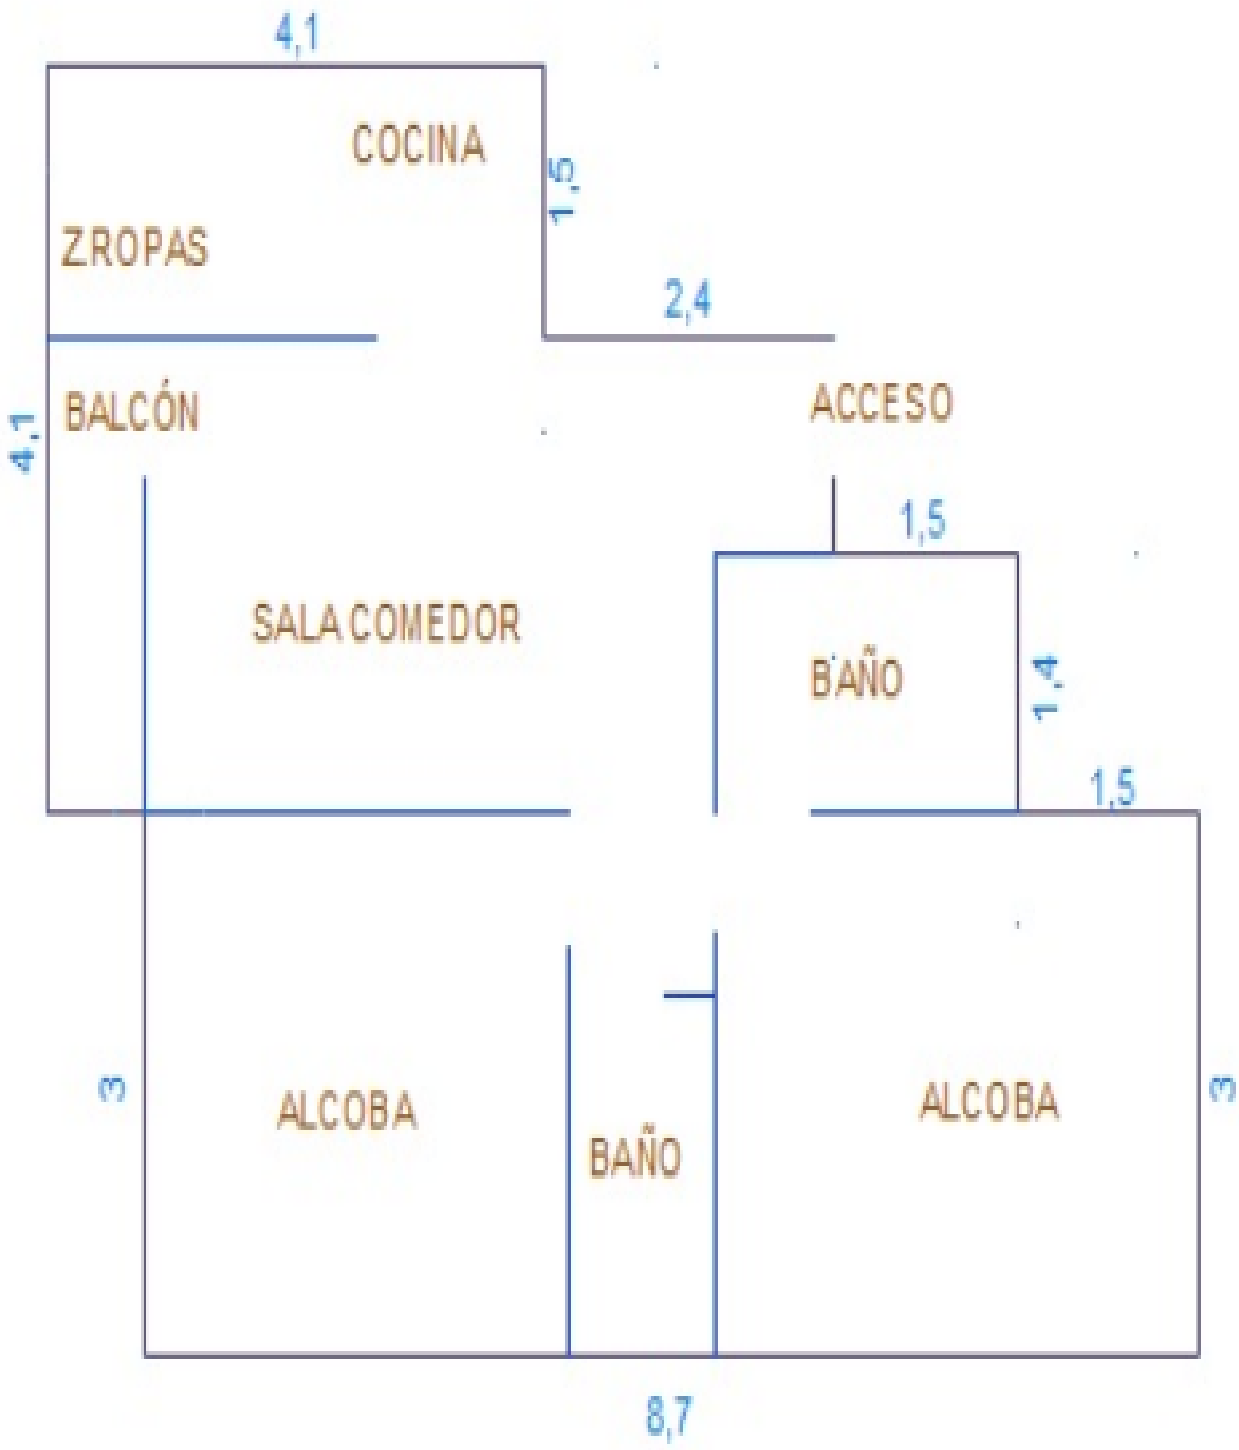 4,1
COCINA
1,5
ZROPAS
2,4
BALCÓN
ACCESO
4,1
1,5
SALA COMEDOR
BAÑO
1,4
1,5
3
ALCOBA
ALCOBA
3
BAÑO
8,7